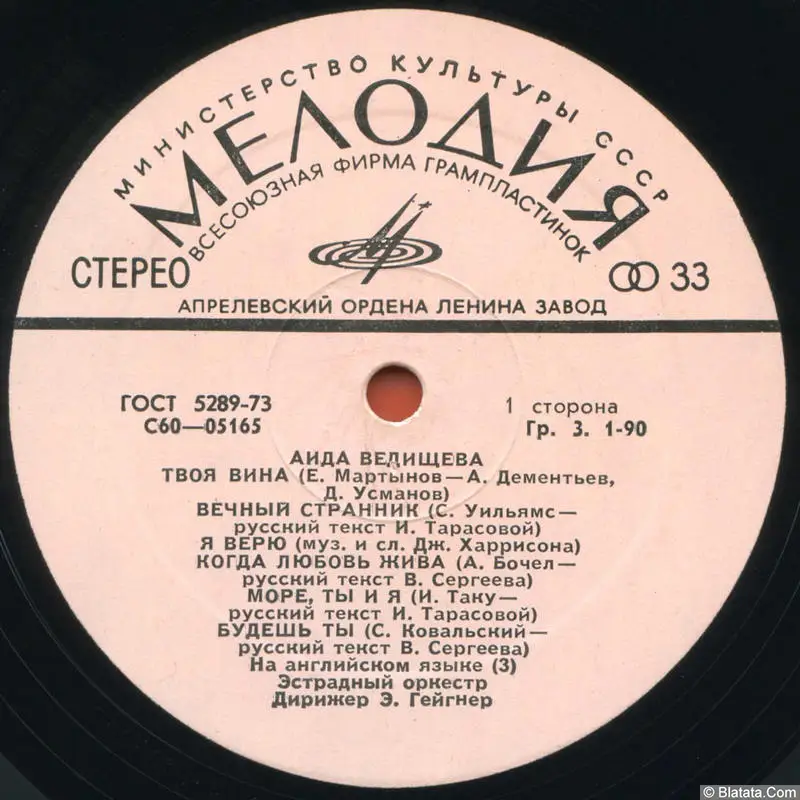 МИНИСТЕРСТВО КУЛЬТУРЫ СССР
МЕЛОДИЯ
ВСЕСОЮЗНАЯ ФИРМА ГРАМПЛАСТИНОК
СТЕРЕО
33
АПРЕЛЕВСКИЙ ОРДЕНА ЛЕНИНА ЗАВОД
ГОСТ 5289-73
С60—05165
1 сторона
Гр. 3. 1-90
АИДА ВЕДИЩЕВА
ТВОЯ ВИНА (Е. Мартынов—А. Дементьев,
Д. Усманов)
ВЕЧНЫЙ СТРАННИК (С. Уильямс—
русский текст И. Тарасовой)
Я ВЕРЮ (муз. и сл. Дж. Харрисона)
КОГДА ЛЮБОВЬ ЖИВА (А. Бочел—
русский текст В. Сергеева)
МОРЕ, ТЫ И Я (И. Таку—
русский текст И. Тарасовой)
БУДЕШЬ ТЫ (С. Ковальский—
русский текст В. Сергеева)
На английском языке (3)
Эстрадный оркестр
Дирижер Э. Гейгнер
© Blatata.Com